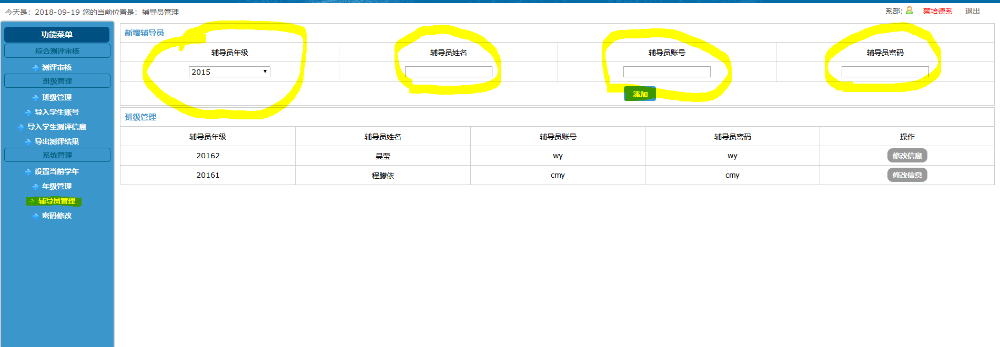 今天是：2018-09-19 您的当前位置是：辅导员管理
系部: 蔡培德系 退出
功能菜单
综合测评审核
测评审核
班级管理
班级管理
导入学生账号
导入学生测评信息
导出测评结果
系统管理
设置当前学年
年级管理
辅导员管理
密码修改
新增辅导员
辅导员年级 辅导员姓名 辅导员账号 辅导员密码
2015
添加
班级管理
辅导员年级 辅导员姓名 辅导员账号 辅导员密码 操作
20162 吴莹 wy wy 修改信息
20161 程朦依 cmy cmy 修改信息